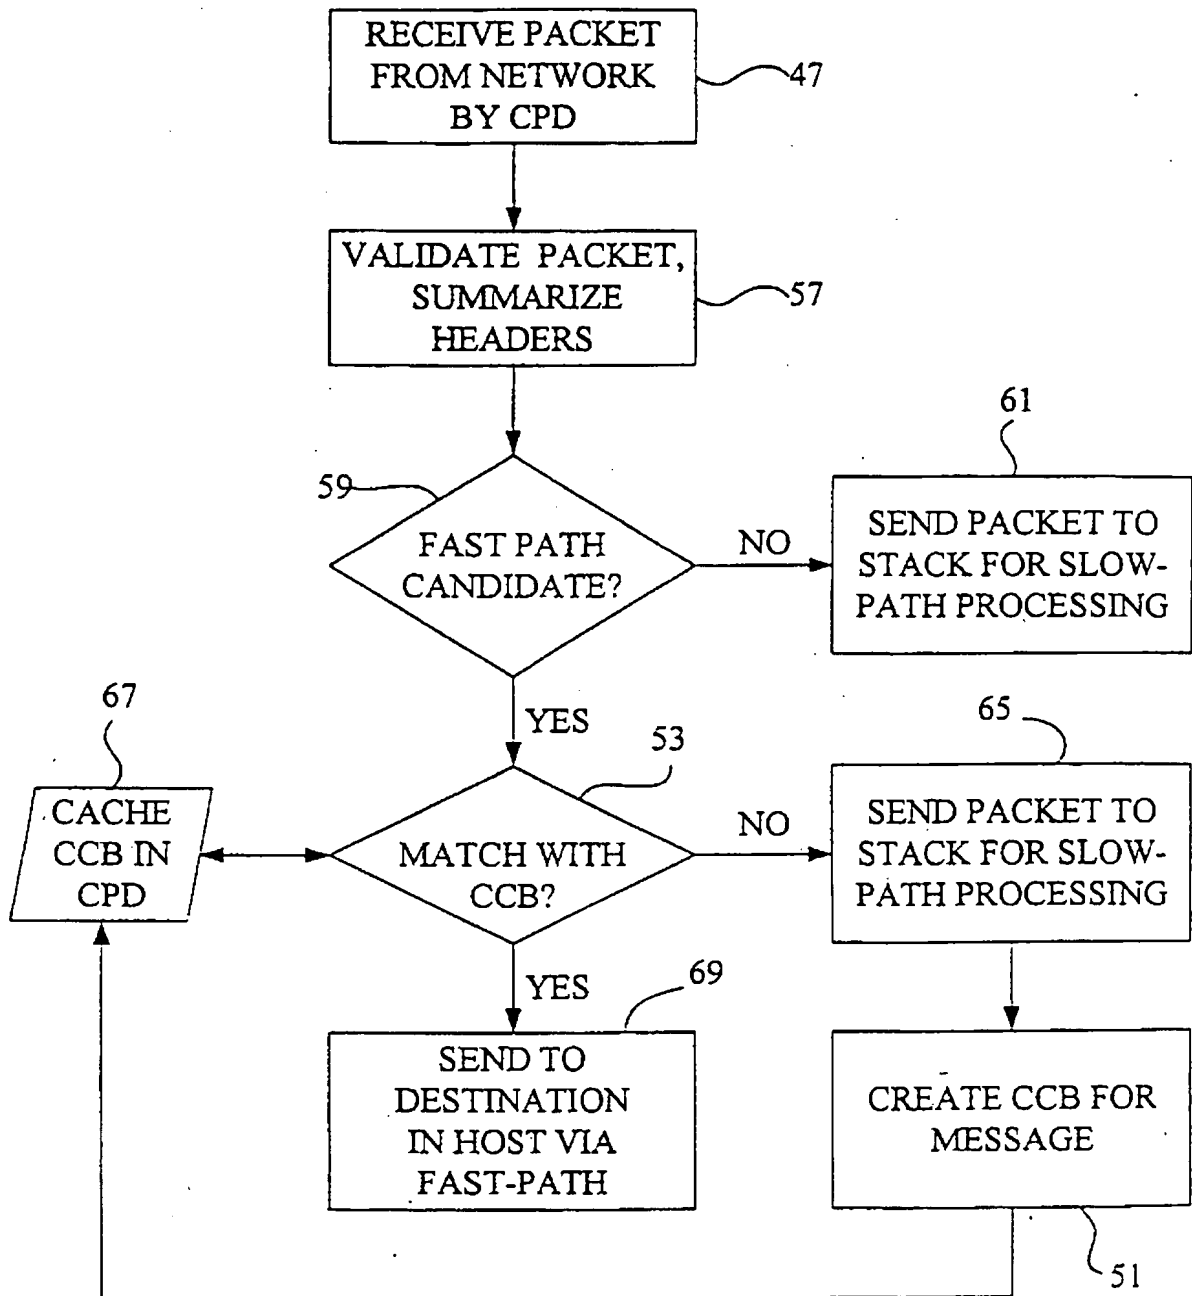 RECEIVE PACKET
FROM NETWORK
BY CPD
47
VALIDATE PACKET,
SUMMARIZE
HEADERS
57
59
FAST PATH
CANDIDATE?
NO
61
SEND PACKET TO
STACK FOR SLOW-
PATH PROCESSING
YES
67
CACHE
CCB IN
CPD
53
MATCH WITH
CCB?
NO
65
SEND PACKET TO
STACK FOR SLOW-
PATH PROCESSING
YES
69
SEND TO
DESTINATION
IN HOST VIA
FAST-PATH
CREATE CCB FOR
MESSAGE
51